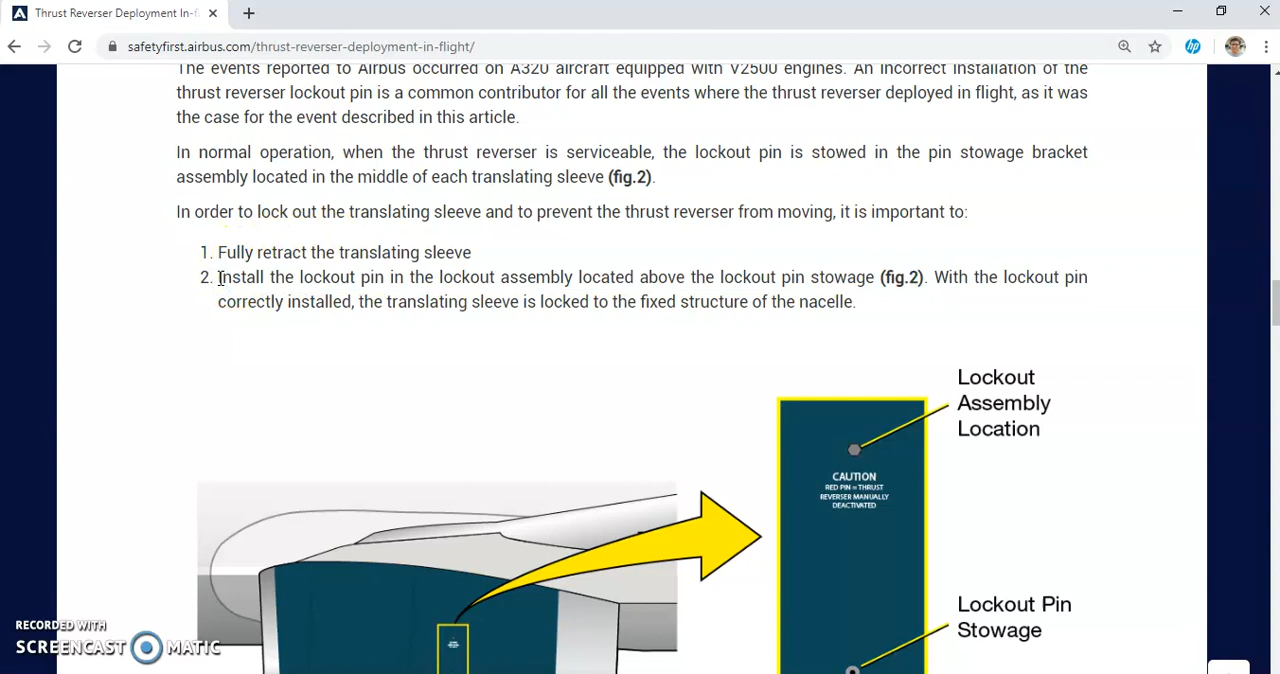 Thrust Reverser Deployment In-f
safetyfirst.airbus.com/thrust-reverser-deployment-in-flight/
The events reported to Airbus occurred on A320 aircraft equipped with V2500 engines. An incorrect installation of the
thrust reverser lockout pin is a common contributor for all the events where the thrust reverser deployed in flight, as it was
the case for the event described in this article.
In normal operation, when the thrust reverser is serviceable, the lockout pin is stowed in the pin stowage bracket
assembly located in the middle of each translating sleeve (fig.2).
In order to lock out the translating sleeve and to prevent the thrust reverser from moving, it is important to:
1. Fully retract the translating sleeve
2. Install the lockout pin in the lockout assembly located above the lockout pin stowage (fig.2). With the lockout pin
correctly installed, the translating sleeve is locked to the fixed structure of the nacelle.
Lockout
Assembly
Location
CAUTION
RED PIN = THRUST
REVERSER MANUALLY
DEACTIVATED
Lockout Pin
Stowage
RECORDED WITH
SCREENCAST MATIC